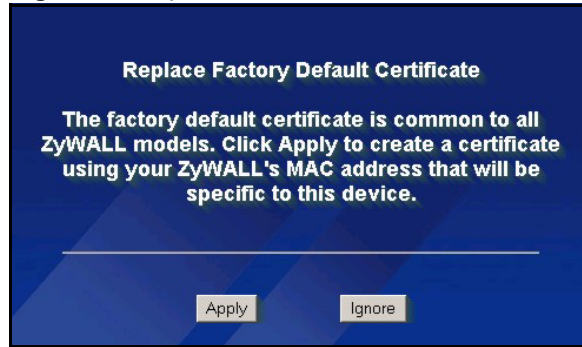 Replace Factory Default Certificate
The factory default certificate is common to all
ZyWALL models. Click Apply to create a certificate
using your ZyWALL's MAC address that will be
specific to this device.
Apply
Ignore